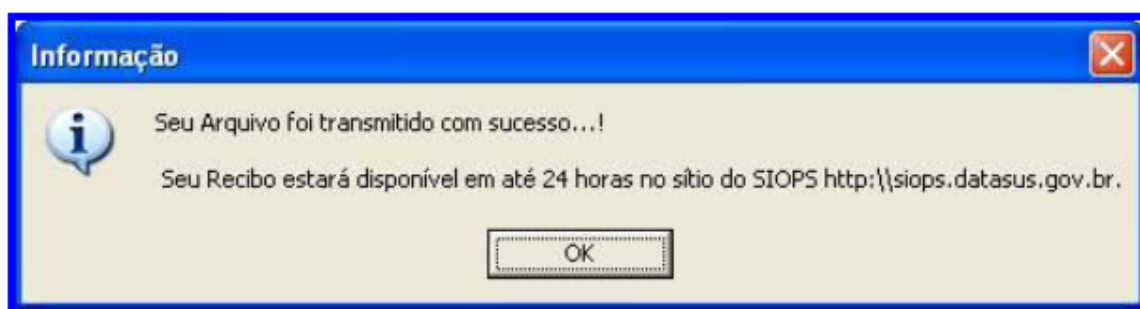 Informação
Seu Arquivo foi transmitido com sucesso...!
Seu Recibo estará disponível em até 24 horas no sítio do SIOPS http:\\siops.datasus.gov.br.
OK